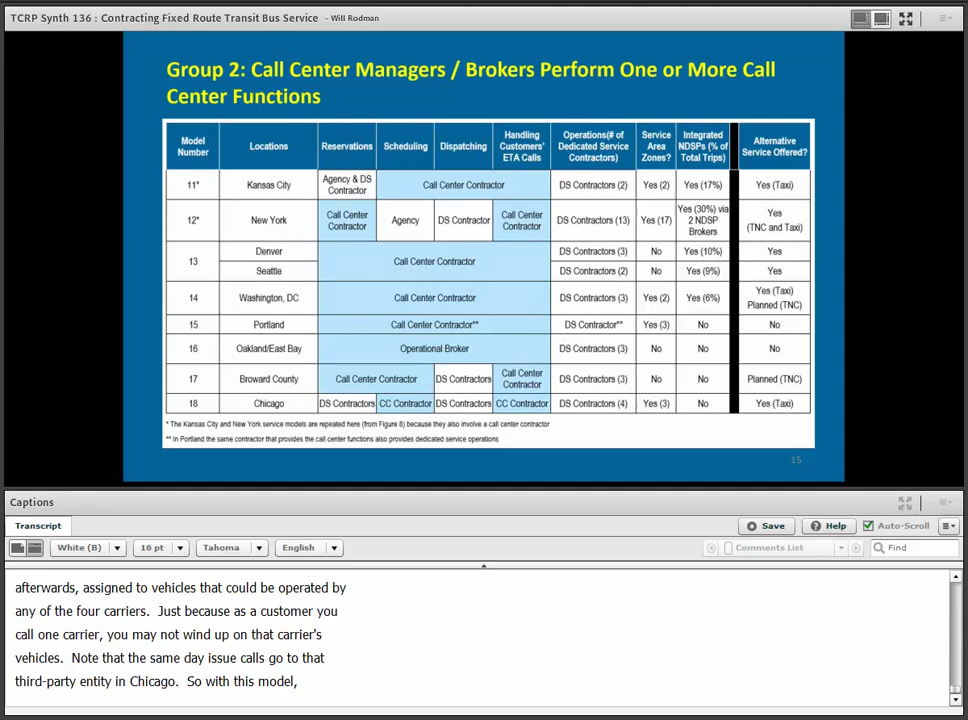 TCRP Synth 136 : Contracting Fixed Route Transit Bus Service - Will Rodman
Group 2: Call Center Managers / Brokers Perform One or More Call
Center Functions
Model Number | Locations | Reservations | Scheduling | Dispatching | Handling Customers' ETA Calls | Operations(# of Dedicated Service Contractors) | Service Area Zones? | Integrated NDSPs (% of Total Trips) | Alternative Service Offered?
11* | Kansas City | Agency & DS Contractor | Call Center Contractor | DS Contractors (2) | Yes (2) | Yes (17%) | Yes (Taxi)
12* | New York | Call Center Contractor | Agency | DS Contractor | Call Center Contractor | DS Contractors (13) | Yes (17) | Yes (30%) via 2 NDSP Brokers | Yes (TNC and Taxi)
13 | Denver | Call Center Contractor | DS Contractors (3) | No | Yes (10%) | Yes
Seattle | DS Contractors (2) | No | Yes (9%) | Yes
14 | Washington, DC | Call Center Contractor | DS Contractors (3) | Yes (2) | Yes (6%) | Yes (Taxi) Planned (TNC)
15 | Portland | Call Center Contractor** | DS Contractor** | Yes (3) | No | No
16 | Oakland/East Bay | Operational Broker | DS Contractors (3) | No | No | No
17 | Broward County | Call Center Contractor | DS Contractors | Call Center Contractor | DS Contractors (3) | No | No | Planned (TNC)
18 | Chicago | DS Contractors | CC Contractor | DS Contractors | CC Contractor | DS Contractors (4) | Yes (3) | No | Yes (Taxi)
* The Kansas City and New York service models are repeated here (from Figure 8) because they also involve a call center contractor
** In Portland the same contractor that provides the call center functions also provides dedicated service operations
15
Captions
Transcript
Save
Help
Auto-Scroll
White (B)
16 pt
Tahoma
English
Comments List
Find
afterwards, assigned to vehicles that could be operated by
any of the four carriers. Just because as a customer you
call one carrier, you may not wind up on that carrier's
vehicles. Note that the same day issue calls go to that
third-party entity in Chicago. So with this model,